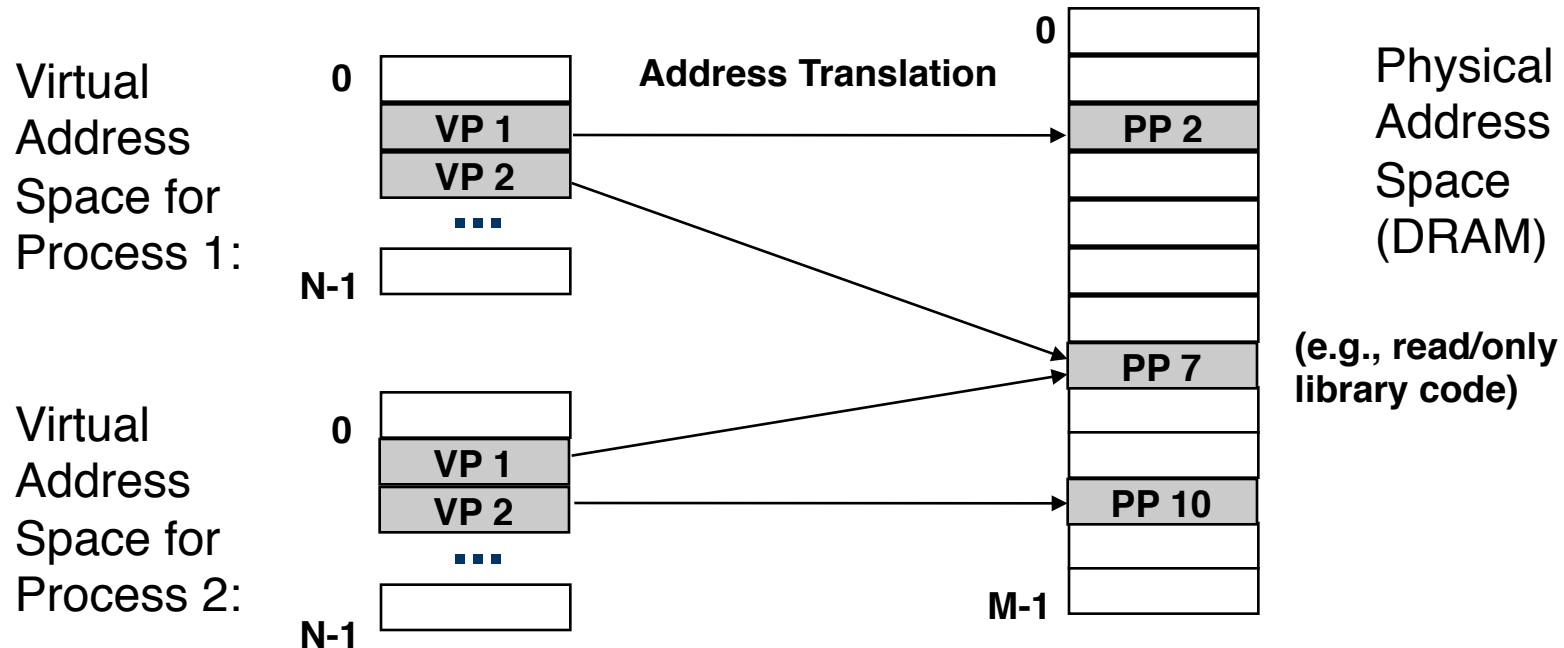 Virtual
Address
Space for
Process 1:
0
VP 1
VP 2
...
N-1
Address Translation
0
PP 2
PP 7
PP 10
M-1
Physical
Address
Space
(DRAM)
(e.g., read/only
library code)
Virtual
Address
Space for
Process 2:
0
VP 1
VP 2
...
N-1